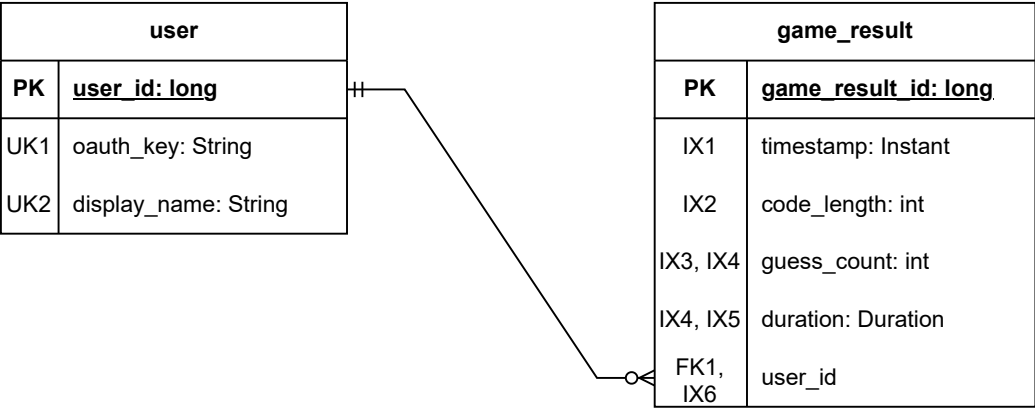 user
PK user_id: long
UK1 oauth_key: String
UK2 display_name: String
game_result
PK game_result_id: long
IX1 timestamp: Instant
IX2 code_length: int
IX3, IX4 guess_count: int
IX4, IX5 duration: Duration
FK1,
IX6
user_id